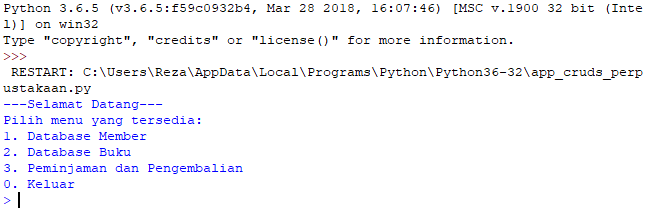 Python 3.6.5 (v3.6.5:f59c0932b4, Mar 28 2018, 16:07:46) [MSC v.1900 32 bit (Inte
l)] on win32
Type "copyright", "credits" or "license()" for more information.
>>>
 RESTART: C:\Users\Reza\AppData\Local\Programs\Python\Python36-32\app_cruds_perp
ustakaan.py
---Selamat Datang---
Pilih menu yang tersedia:
1. Database Member
2. Database Buku
3. Peminjaman dan Pengembalian
0. Keluar
>